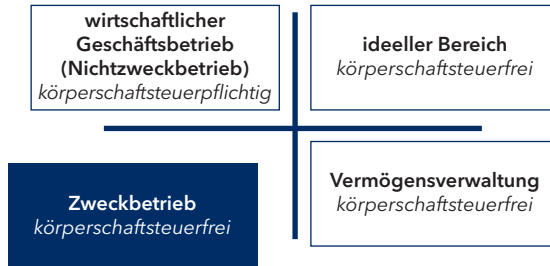 wirtschaftlicher
Geschäftsbetrieb
(Nichtzweckbetrieb)
körperschaftsteuerpflichtig
ideeller Bereich
körperschaftsteuerfrei
Zweckbetrieb
körperschaftsteuerfrei
Vermögensverwaltung
körperschaftsteuerfrei